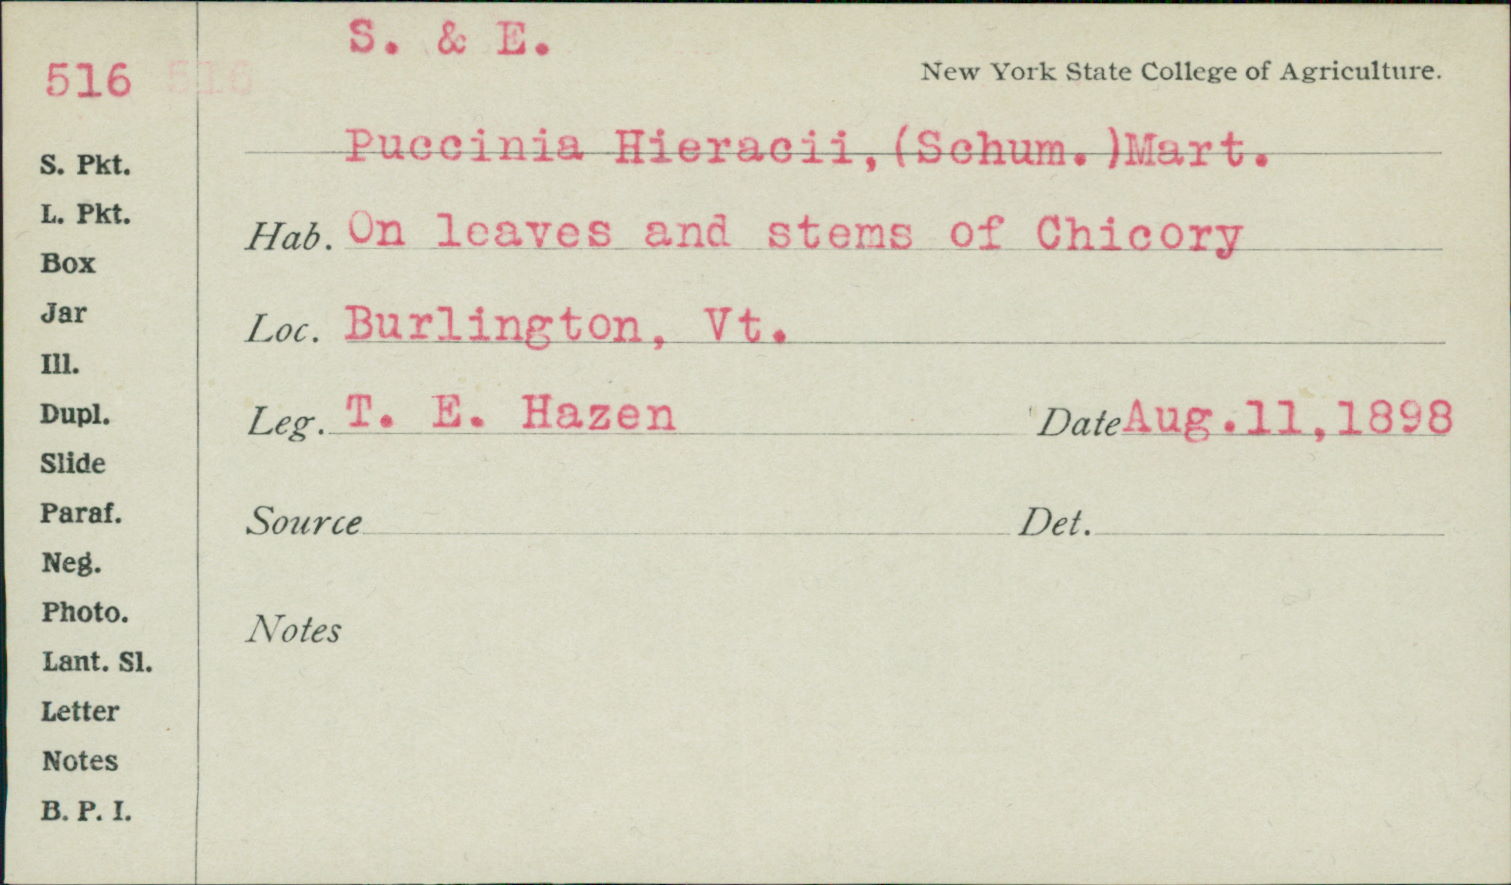 S. & E.
516 516
New York State College of Agriculture.
Puccinia Hieracii,(Schum.)Mart.
S. Pkt.
L. Pkt.
Hab. On leaves and stems of Chicory
Box
Jar
Loc. Burlington, Vt.
Ill.
Dupl.
Leg. T. E. Hazen Date Aug.11,1898
Slide
Paraf.
Source Det.
Neg.
Photo.
Notes
Lant. Sl.
Letter
Notes
B. P. I.